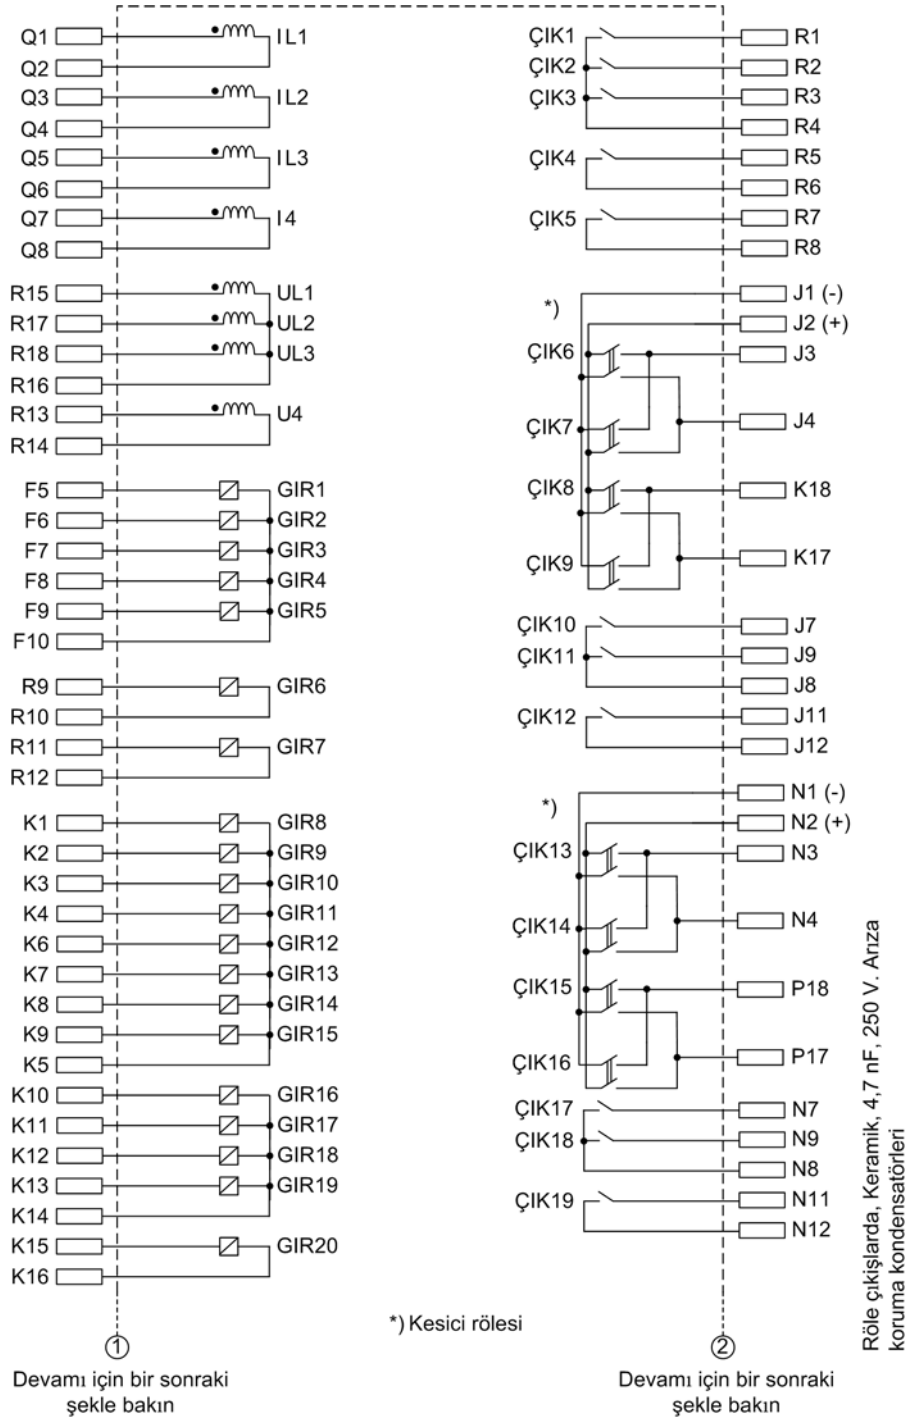 Q1
IL1
Q2
Q3
IL2
Q4
Q5
IL3
Q6
Q7
I4
Q8
R15
UL1
R17
UL2
R18
UL3
R16
R13
U4
R14
F5
GIR1
F6
GIR2
F7
GIR3
F8
GIR4
F9
GIR5
F10
R9
GIR6
R10
R11
GIR7
R12
K1
GIR8
K2
GIR9
K3
GIR10
K4
GIR11
K6
GIR12
K7
GIR13
K8
GIR14
K9
GIR15
K5
K10
GIR16
K11
GIR17
K12
GIR18
K13
GIR19
K14
K15
GIR20
K16
1
Devamı için bir sonraki
şekle bakın
ÇIK1
R1
ÇIK2
R2
ÇIK3
R3
R4
ÇIK4
R5
R6
ÇIK5
R7
R8
*)
J1 (-)
J2 (+)
ÇIK6
J3
ÇIK7
J4
ÇIK8
K18
ÇIK9
K17
ÇIK10
J7
ÇIK11
J9
J8
ÇIK12
J11
J12
*)
N1 (-)
N2 (+)
ÇIK13
N3
ÇIK14
N4
ÇIK15
P18
ÇIK16
P17
ÇIK17
N7
ÇIK18
N9
N8
ÇIK19
N11
N12
*) Kesici rölesi
2
Devamı için bir sonraki
şekle bakın
Röle çıkışlarda, Keramik, 4,7 nF, 250 V. Arıza
koruma kondensatörleri